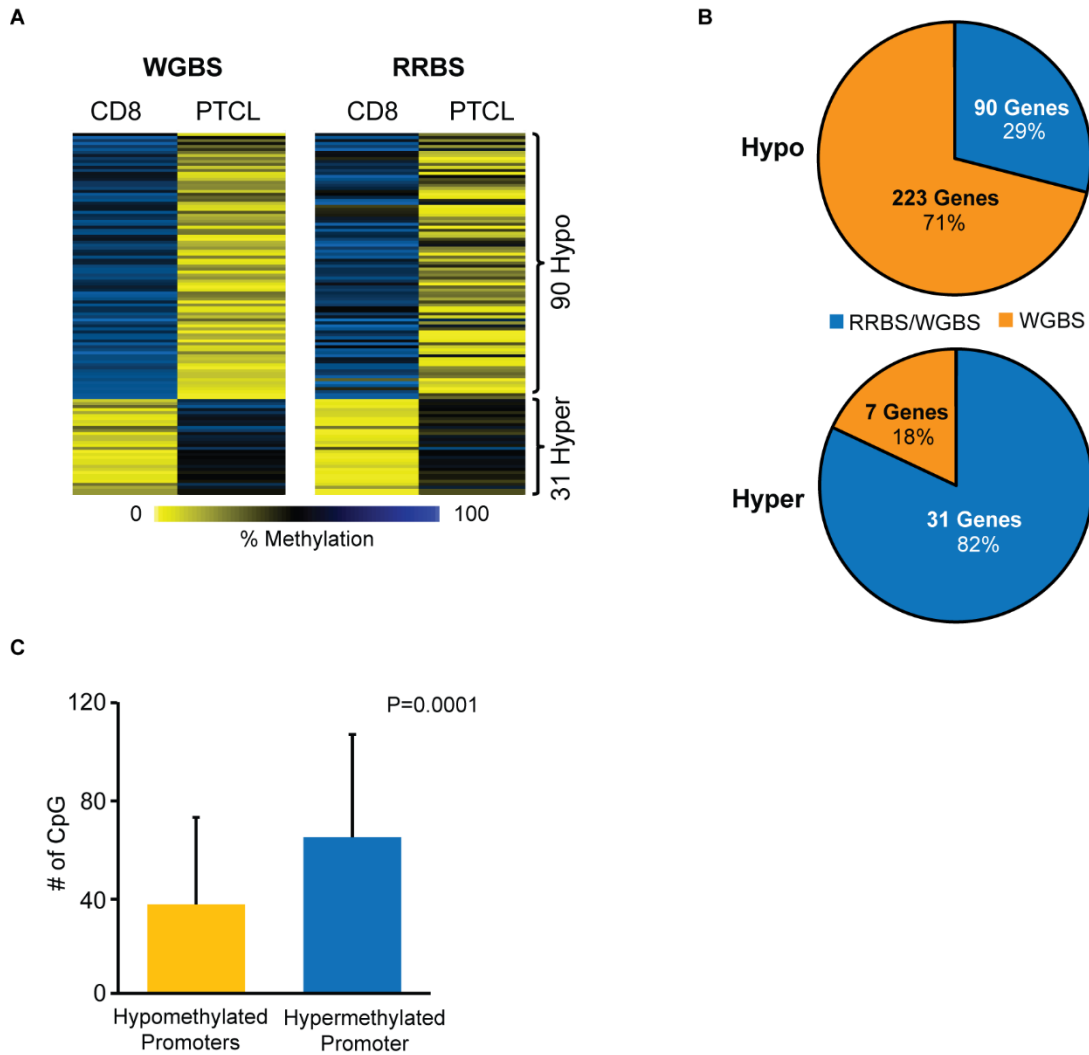 A
WGBS RRBS
CD8 PTCL CD8 PTCL
90 Hypo
31 Hyper
0 100
% Methylation
B
Hypo
90 Genes
29%
223 Genes
71%
RRBS/WGBS WGBS
Hyper
7 Genes
18%
31 Genes
82%
C
P=0.0001
# of CpG
120
80
40
0
Hypomethylated Hypermethylated
Promoters Promoter